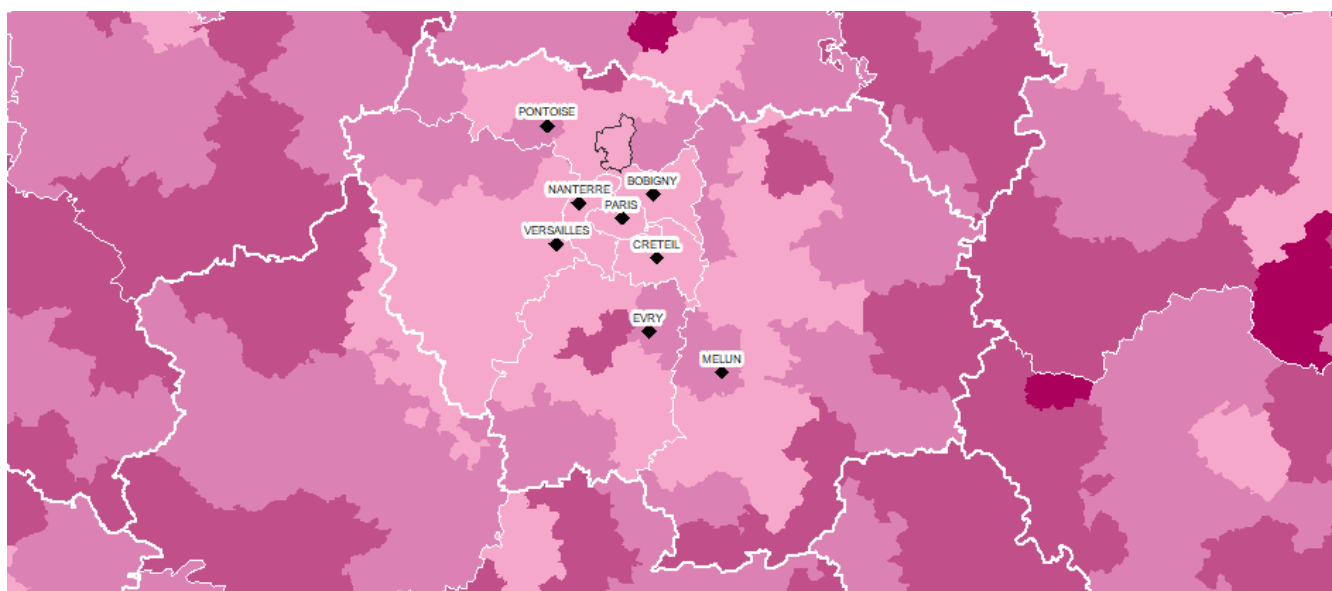 PONTOISE
BOBIGNY
NANTERRE
PARIS
VERSAILLES
CRETEIL
EVRY
MELUN